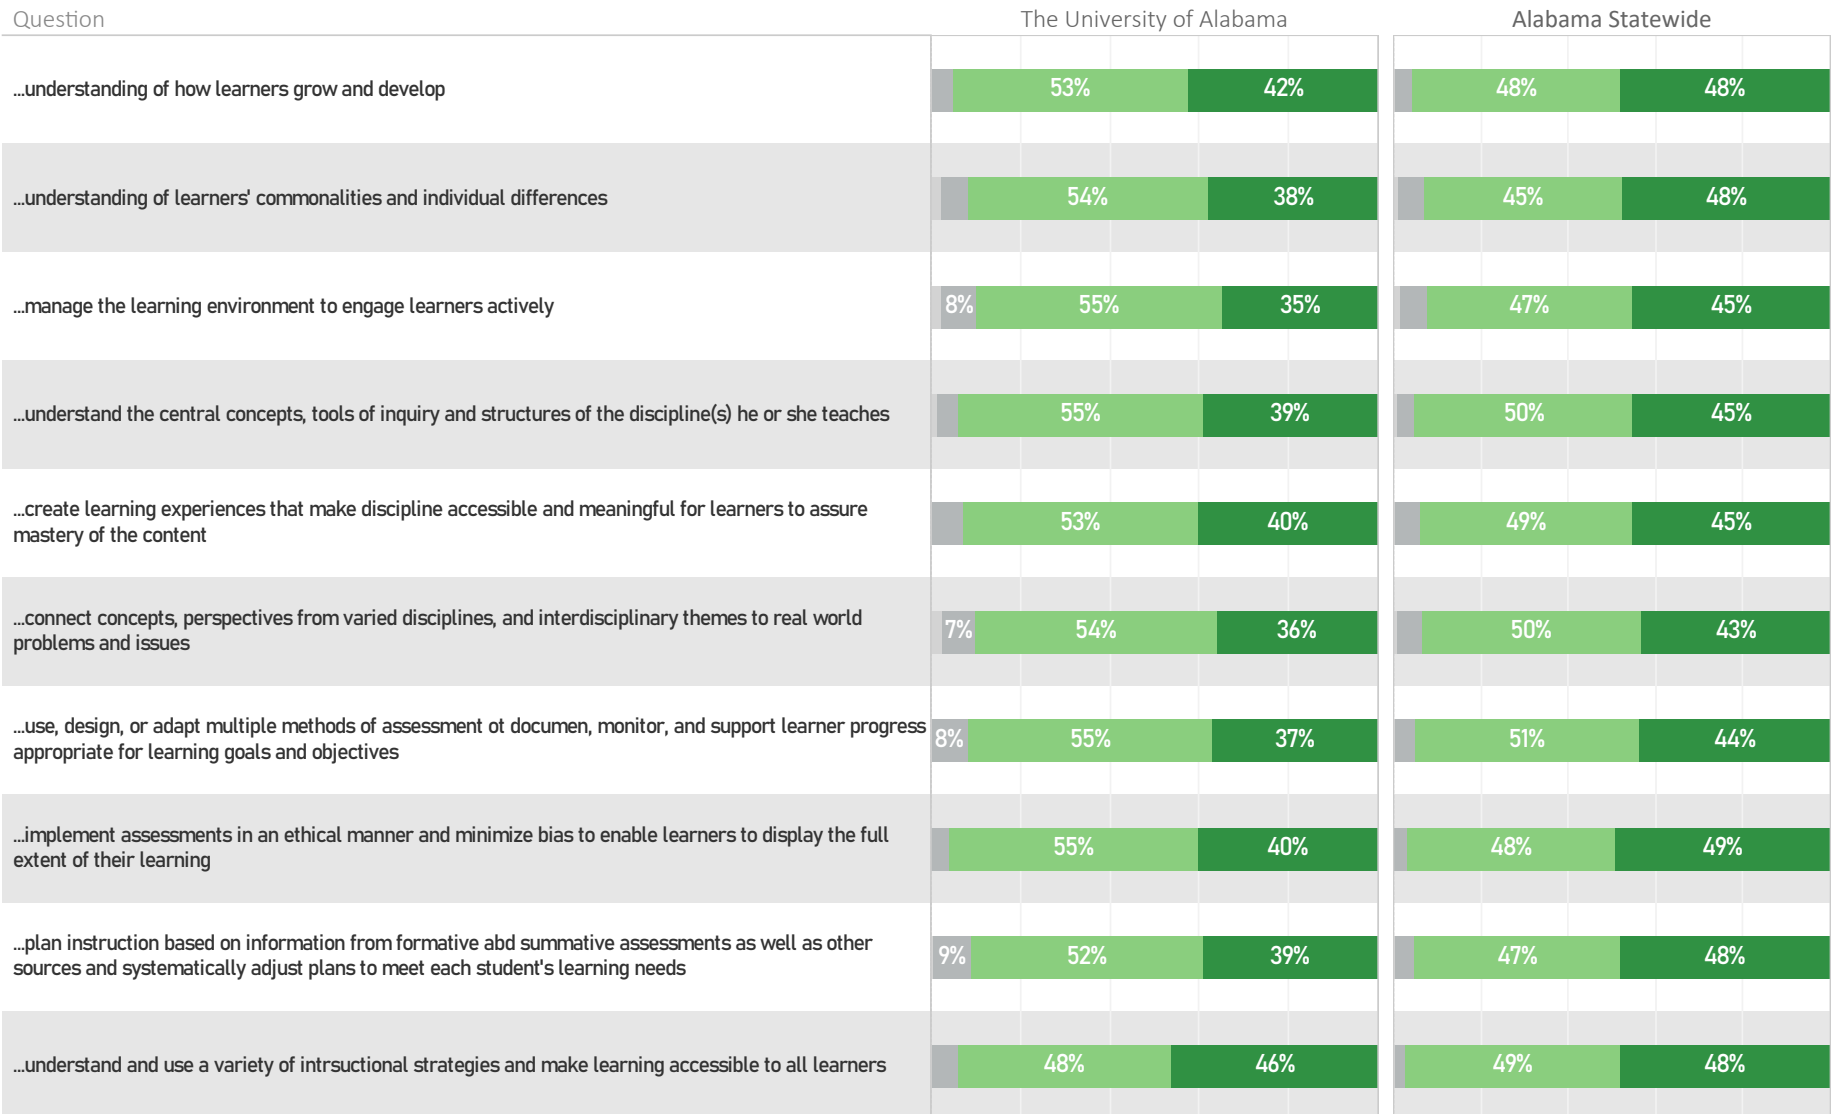 Question The University of Alabama Alabama Statewide
...understanding of how learners grow and develop 53% 42% 48% 48%
...understanding of learners' commonalities and individual differences 54% 38% 45% 48%
...manage the learning environment to engage learners actively 8% 55% 35% 47% 45%
...understand the central concepts, tools of inquiry and structures of the discipline(s) he or she teaches 55% 39% 50% 45%
...create learning experiences that make discipline accessible and meaningful for learners to assure
mastery of the content 53% 40% 49% 45%
...connect concepts, perspectives from varied disciplines, and interdisciplinary themes to real world
problems and issues 7% 54% 36% 50% 43%
...use, design, or adapt multiple methods of assessment ot documen, monitor, and support learner progress
appropriate for learning goals and objectives 8% 55% 37% 51% 44%
...implement assessments in an ethical manner and minimize bias to enable learners to display the full
extent of their learning 55% 40% 48% 49%
...plan instruction based on information from formative abd summative assessments as well as other
sources and systematically adjust plans to meet each student's learning needs 9% 52% 39% 47% 48%
...understand and use a variety of intrsuctional strategies and make learning accessible to all learners 48% 46% 49% 48%